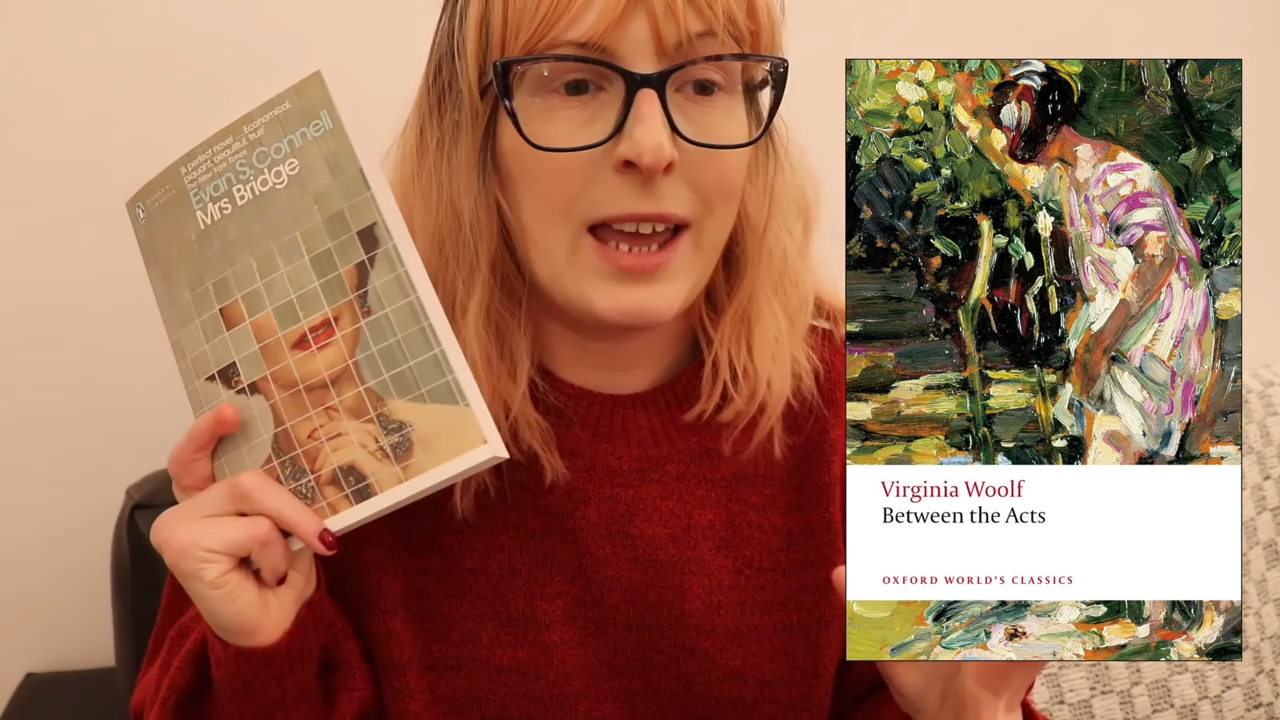 'A perfect novel ... Economical,
piquant, beautiful, true'
The New York Times
Evan S. Connell
Mrs Bridge
Virginia Woolf
Between the Acts
OXFORD WORLD'S CLASSICS